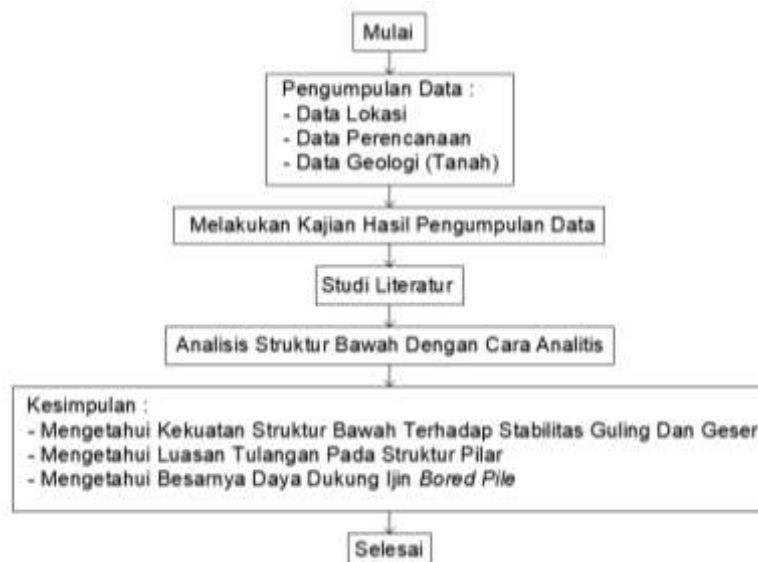 Mulai
Pengumpulan Data :
- Data Lokasi
- Data Perencanaan
- Data Geologi (Tanah)
Melakukan Kajian Hasil Pengumpulan Data
Studi Literatur
Analisis Struktur Bawah Dengan Cara Analitis
Kesimpulan :
- Mengetahui Kekuatan Struktur Bawah Terhadap Stabilitas Guling Dan Geser
- Mengetahui Luasan Tulangan Pada Struktur Pilar
- Mengetahui Besarnya Daya Dukung Ijin Bored Pile
Selesai